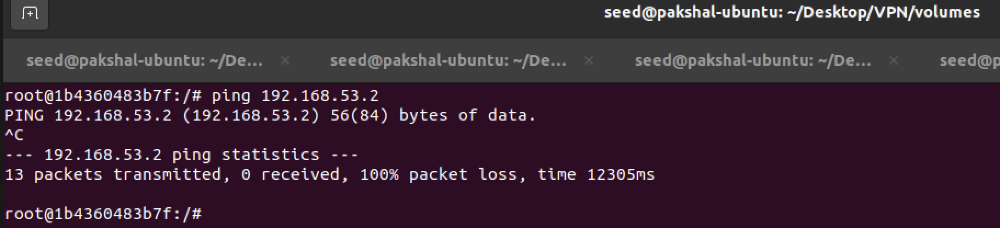 seed@pakshal-ubuntu: ~/Desktop/VPN/volumes
seed@pakshal-ubuntu: ~/De... × seed@pakshal-ubuntu: ~/De... × seed@pakshal-ubuntu: ~/De... × seed@p
root@1b4360483b7f:/# ping 192.168.53.2
PING 192.168.53.2 (192.168.53.2) 56(84) bytes of data.
^C
--- 192.168.53.2 ping statistics ---
13 packets transmitted, 0 received, 100% packet loss, time 12305ms
root@1b4360483b7f:/#